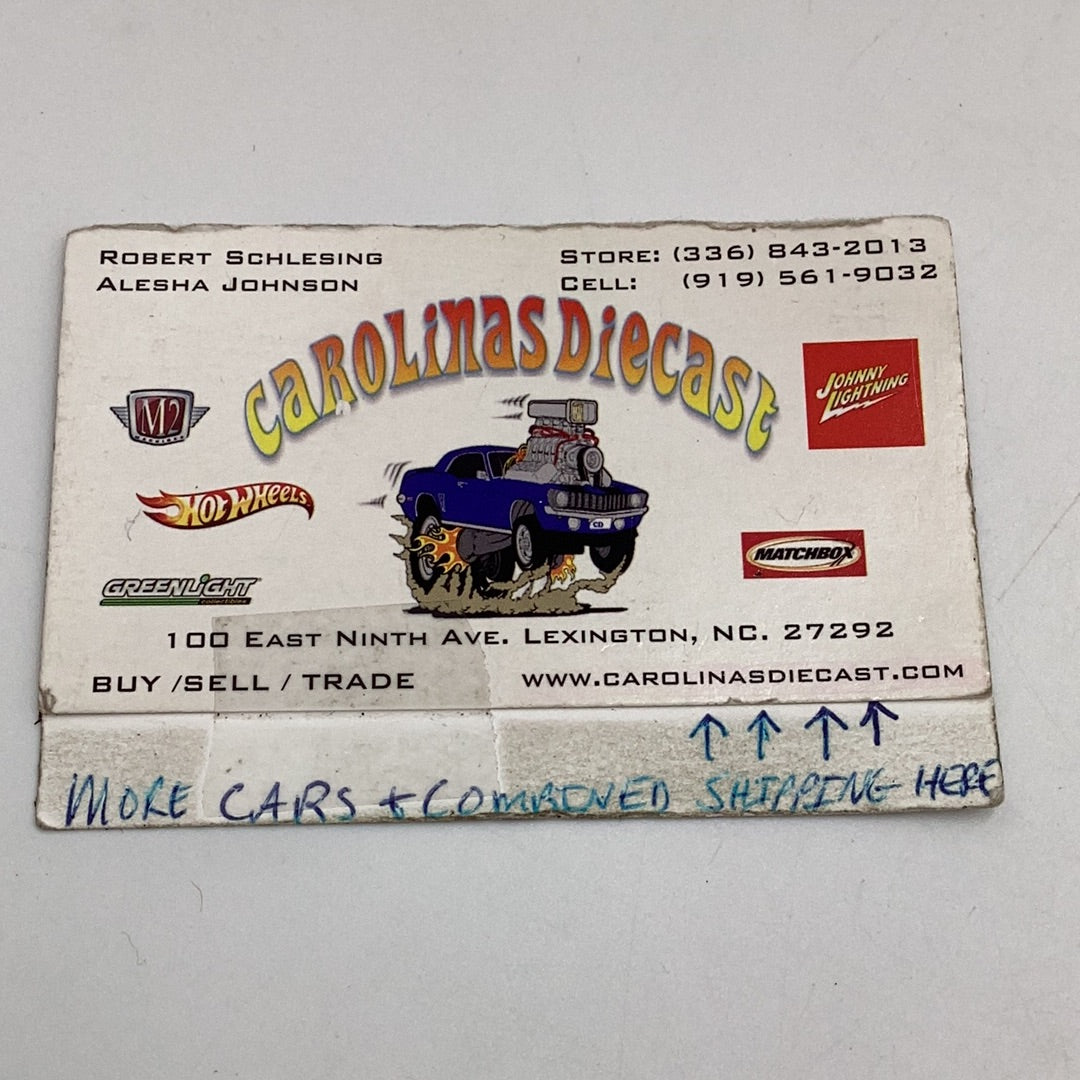 ROBERT SCHLESING
ALESHA JOHNSON
STORE: (336) 843-2013
CELL: (919) 561-9032
CAROLINAS DIECAST
M2
MACHINES
JOHNNY LIGHTNING
HOT WHEELS
CD
MATCHBOX
GREENLIGHT
collectibles
100 EAST NINTH AVE. LEXINGTON, NC. 27292
BUY /SELL / TRADE
WWW.CAROLINASDIECAST.COM
MORE CARS + COMBINED SHIPPING HERE